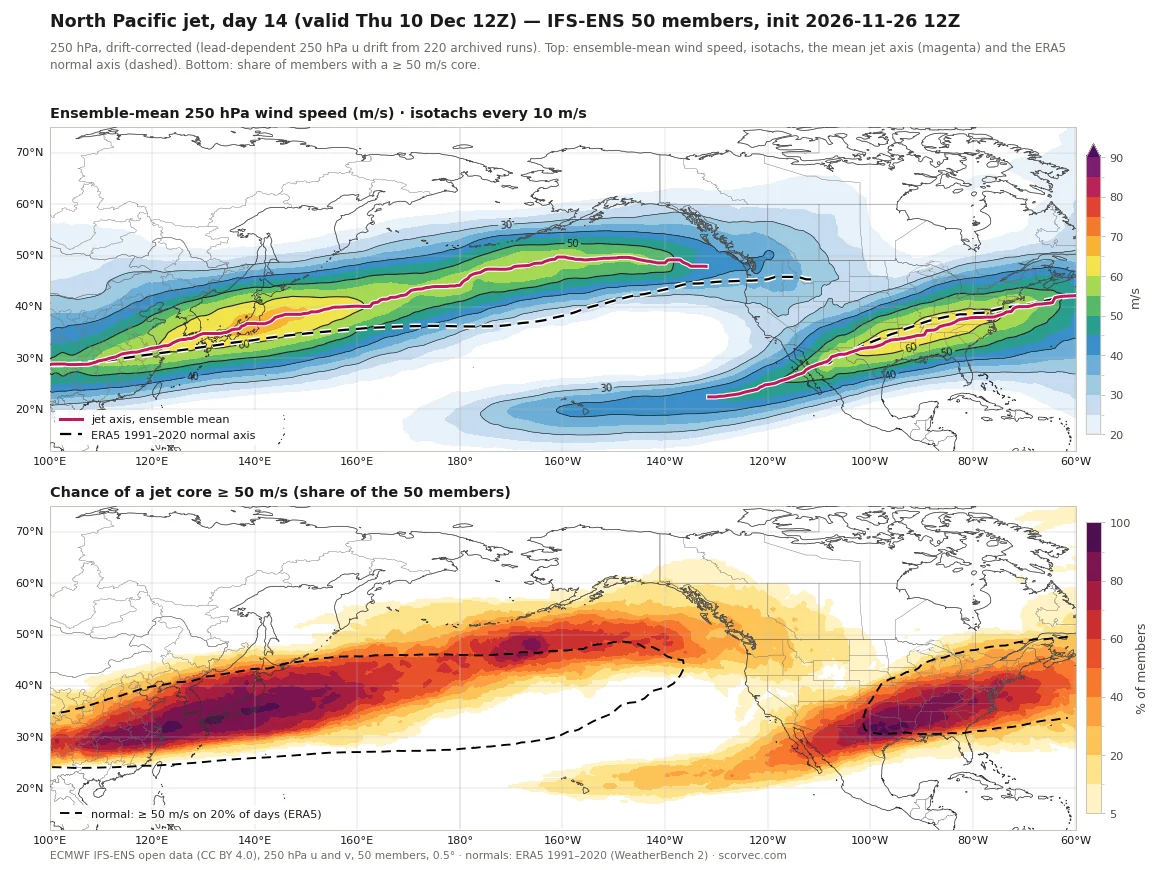 North Pacific jet, day 14 (valid Thu 10 Dec 12Z) — IFS-ENS 50 members, init 2026-11-26 12Z
250 hPa, drift-corrected (lead-dependent 250 hPa u drift from 220 archived runs). Top: ensemble-mean wind speed, isotachs, the mean jet axis (magenta) and the ERA5
normal axis (dashed). Bottom: share of members with a ≥ 50 m/s core.
Ensemble-mean 250 hPa wind speed (m/s) · isotachs every 10 m/s
70°N
60°N
50°N
40°N
30°N
20°N
30
50
60
40
30
60
50
40
jet axis, ensemble mean
ERA5 1991–2020 normal axis
100°E 120°E 140°E 160°E 180° 160°W 140°W 120°W 100°W 80°W 60°W
90
80
70
60
50
40
30
20
m/s
Chance of a jet core ≥ 50 m/s (share of the 50 members)
70°N
60°N
50°N
40°N
30°N
20°N
normal: ≥ 50 m/s on 20% of days (ERA5)
100°E 120°E 140°E 160°E 180° 160°W 140°W 120°W 100°W 80°W 60°W
100
80
60
40
20
5
% of members
ECMWF IFS-ENS open data (CC BY 4.0), 250 hPa u and v, 50 members, 0.5° · normals: ERA5 1991–2020 (WeatherBench 2) · scorvec.com